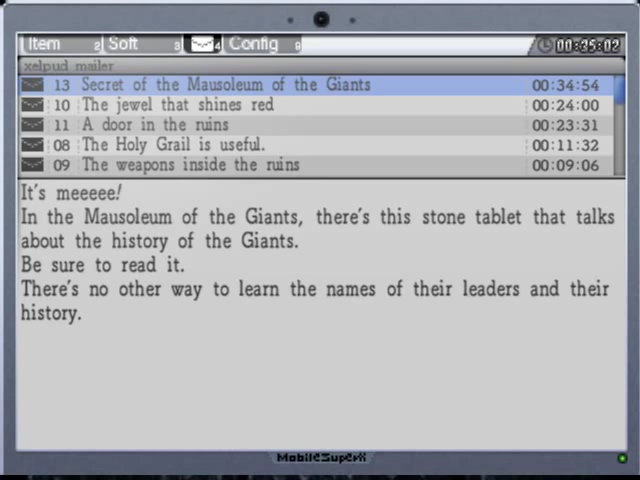 Item 2 Soft 3 4 Config 9 00:35:02
xelpud mailer
13 Secret of the Mausoleum of the Giants 00:34:54
10 The jewel that shines red 00:24:00
11 A door in the ruins 00:23:31
08 The Holy Grail is useful. 00:11:32
09 The weapons inside the ruins 00:09:06
It's meeeee!
In the Mausoleum of the Giants, there's this stone tablet that talks
about the history of the Giants.
Be sure to read it.
There's no other way to learn the names of their leaders and their
history.
MobileSuperX